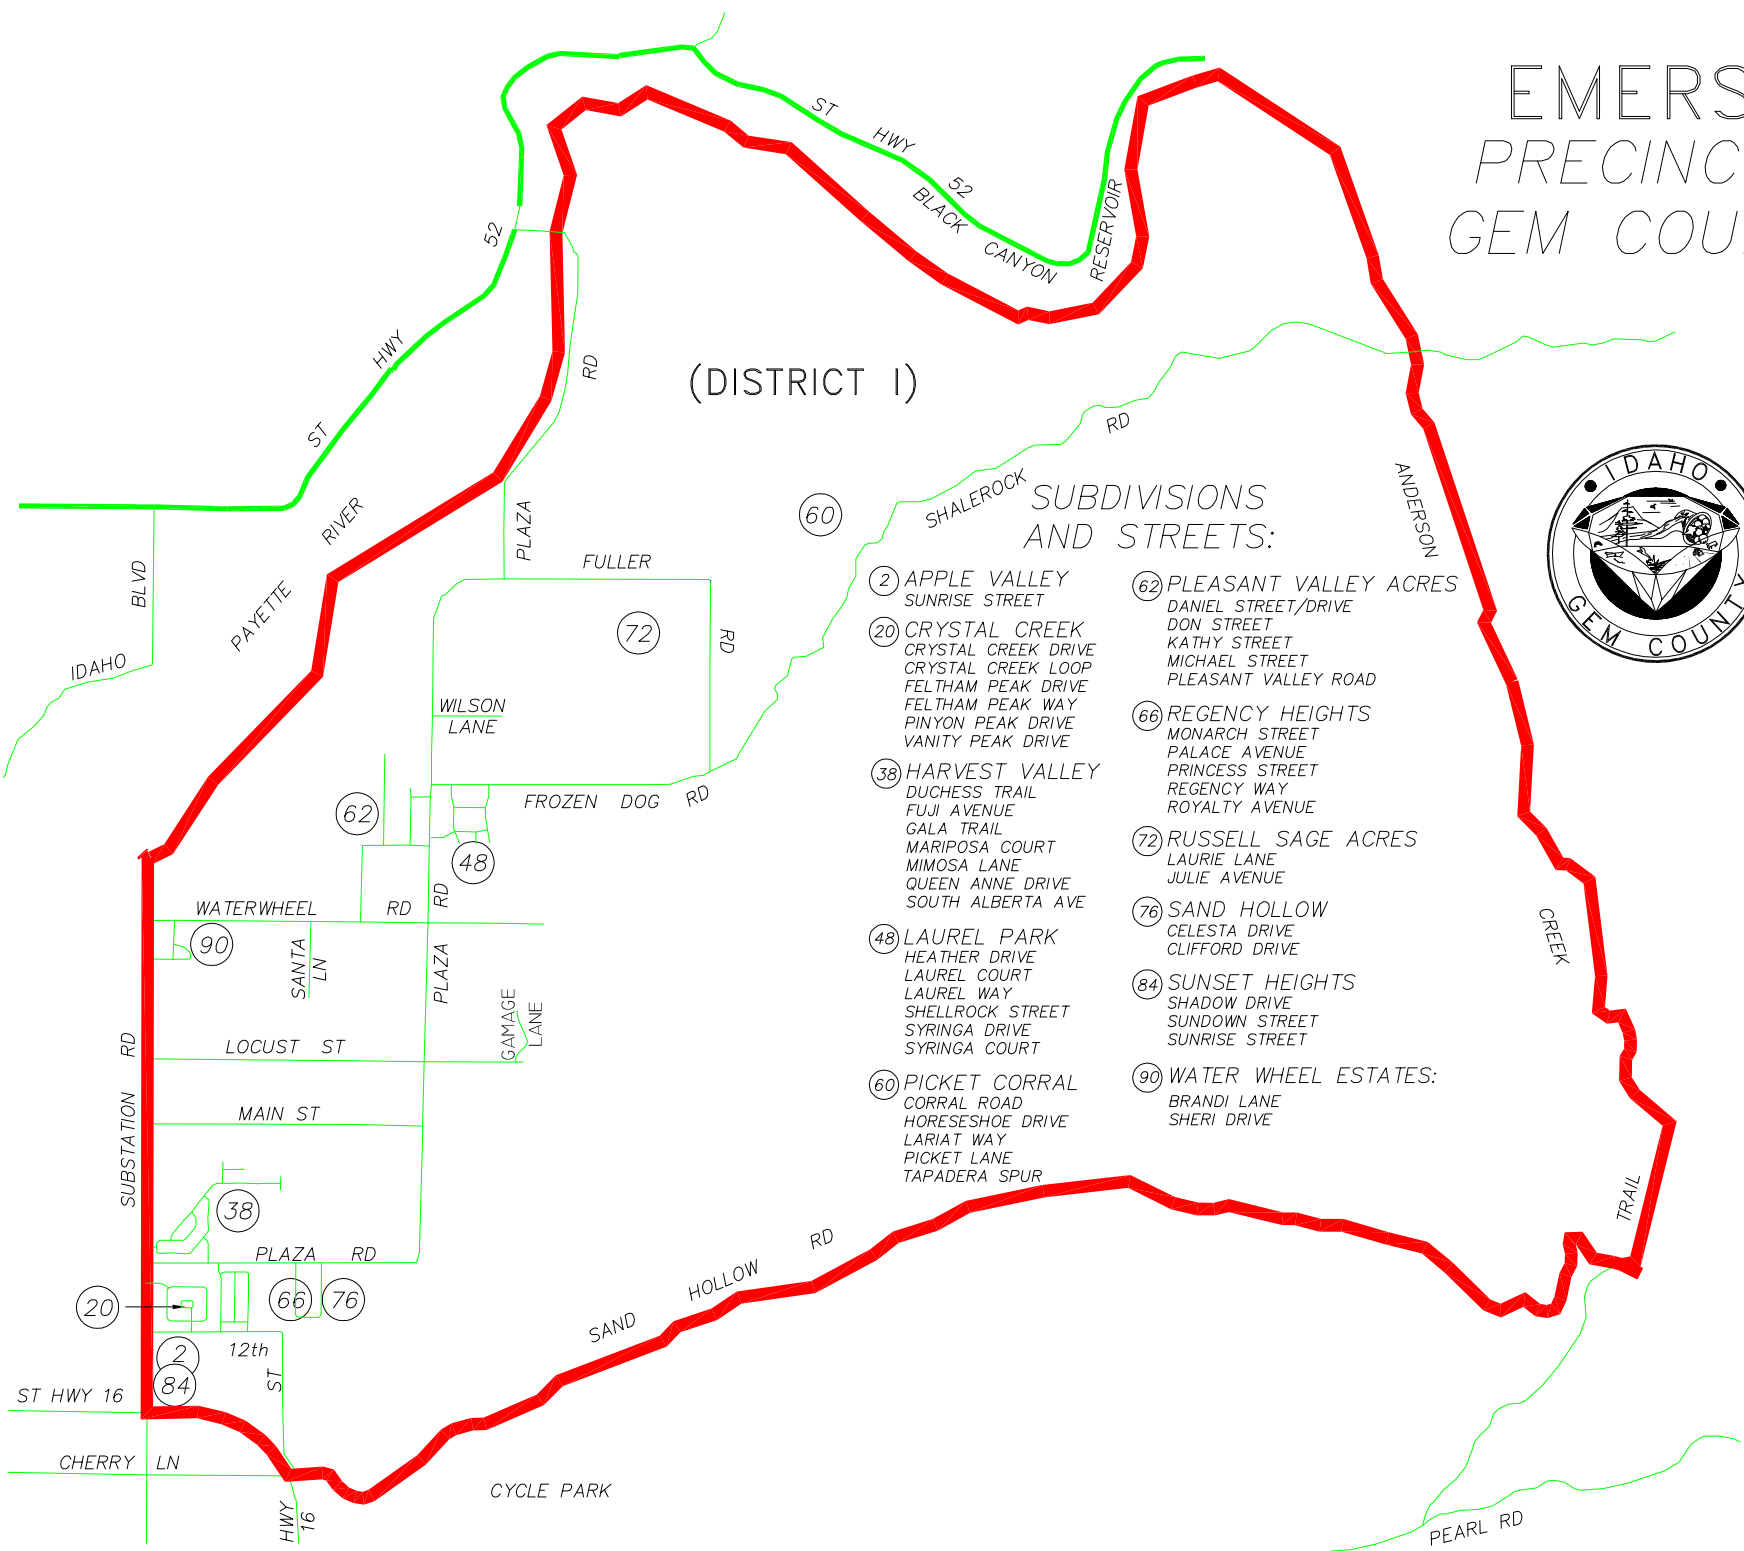 EMERS
PRECINC
GEM COU
ST HWY 52
BLACK CANYON RESERVOIR
ST HWY 52
(DISTRICT I)
RD
PLAZA
SHALEROCK RD
ANDERSON CREEK TRAIL
IDAHO
GEM COUNTY
PAYETTE RIVER
IDAHO BLVD
FULLER
RD
60
72
WILSON
LANE
FROZEN DOG RD
62
48
WATERWHEEL RD
90
SANTA
LN
PLAZA RD
GAMAGE
LANE
LOCUST ST
MAIN ST
SUBSTATION RD
38
PLAZA RD
20
66
76
12th
ST
2
84
ST HWY 16
CHERRY LN
HWY
16
SAND HOLLOW RD
CYCLE PARK
PEARL RD
SUBDIVISIONS
AND STREETS:
2 APPLE VALLEY
SUNRISE STREET
20 CRYSTAL CREEK
CRYSTAL CREEK DRIVE
CRYSTAL CREEK LOOP
FELTHAM PEAK DRIVE
FELTHAM PEAK WAY
PINYON PEAK DRIVE
VANITY PEAK DRIVE
38 HARVEST VALLEY
DUCHESS TRAIL
FUJI AVENUE
GALA TRAIL
MARIPOSA COURT
MIMOSA LANE
QUEEN ANNE DRIVE
SOUTH ALBERTA AVE
48 LAUREL PARK
HEATHER DRIVE
LAUREL COURT
LAUREL WAY
SHELLROCK STREET
SYRINGA DRIVE
SYRINGA COURT
60 PICKET CORRAL
CORRAL ROAD
HORESESHOE DRIVE
LARIAT WAY
PICKET LANE
TAPADERA SPUR
62 PLEASANT VALLEY ACRES
DANIEL STREET/DRIVE
DON STREET
KATHY STREET
MICHAEL STREET
PLEASANT VALLEY ROAD
66 REGENCY HEIGHTS
MONARCH STREET
PALACE AVENUE
PRINCESS STREET
REGENCY WAY
ROYALTY AVENUE
72 RUSSELL SAGE ACRES
LAURIE LANE
JULIE AVENUE
76 SAND HOLLOW
CELESTA DRIVE
CLIFFORD DRIVE
84 SUNSET HEIGHTS
SHADOW DRIVE
SUNDOWN STREET
SUNRISE STREET
90 WATER WHEEL ESTATES:
BRANDI LANE
SHERI DRIVE